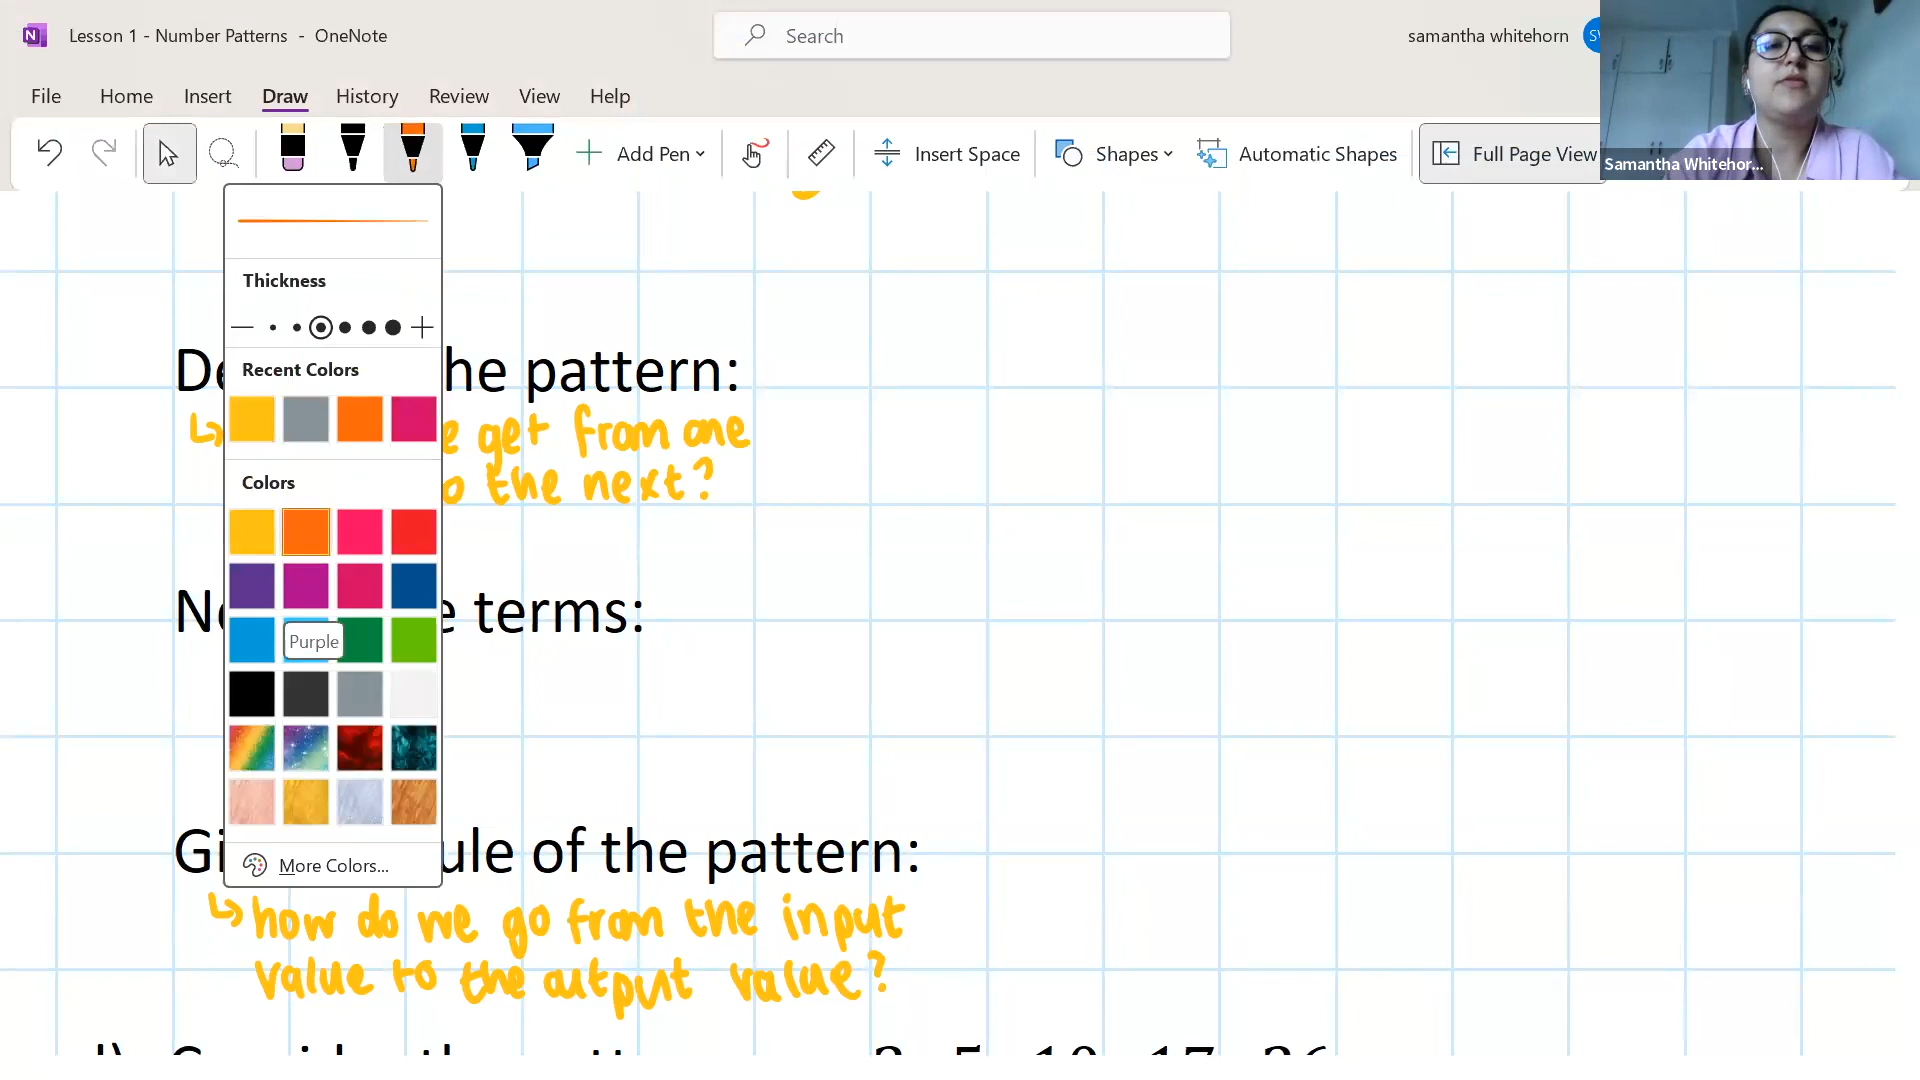 Lesson 1 - Number Patterns - OneNote
Search
samantha whitehorn
File Home Insert Draw History Review View Help
Add Pen
Insert Space
Shapes
Automatic Shapes
Full Page View
Samantha Whitehor...
Thickness
Recent Colors
Colors
Purple
More Colors...
he pattern:
get from one
the next?
terms:
ule of the pattern:
↳ how do we go from the input
value to the output value?